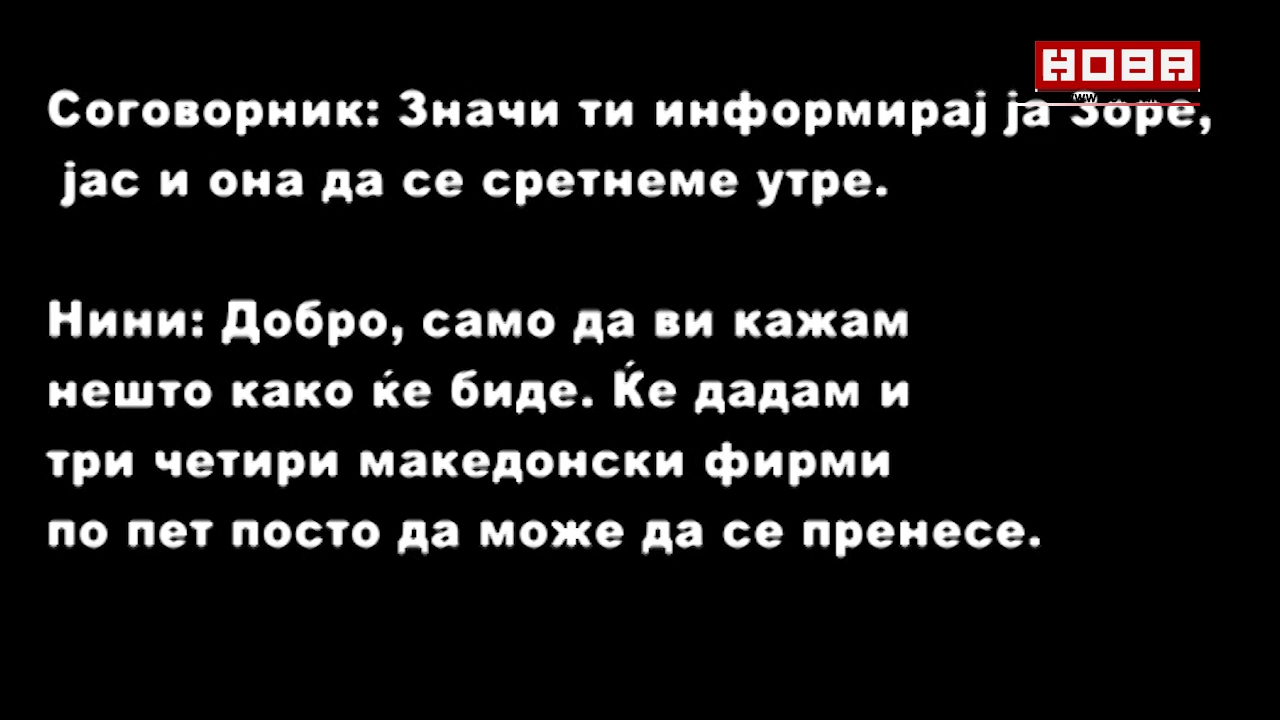 НОВА
Соговорник: Значи ти информирај ја Зоре,
јас и она да се сретнеме утре.
Нини: Добро, само да ви кажам
нешто како ќе биде. Ќе дадам и
три четири македонски фирми
по пет посто да може да се пренесе.